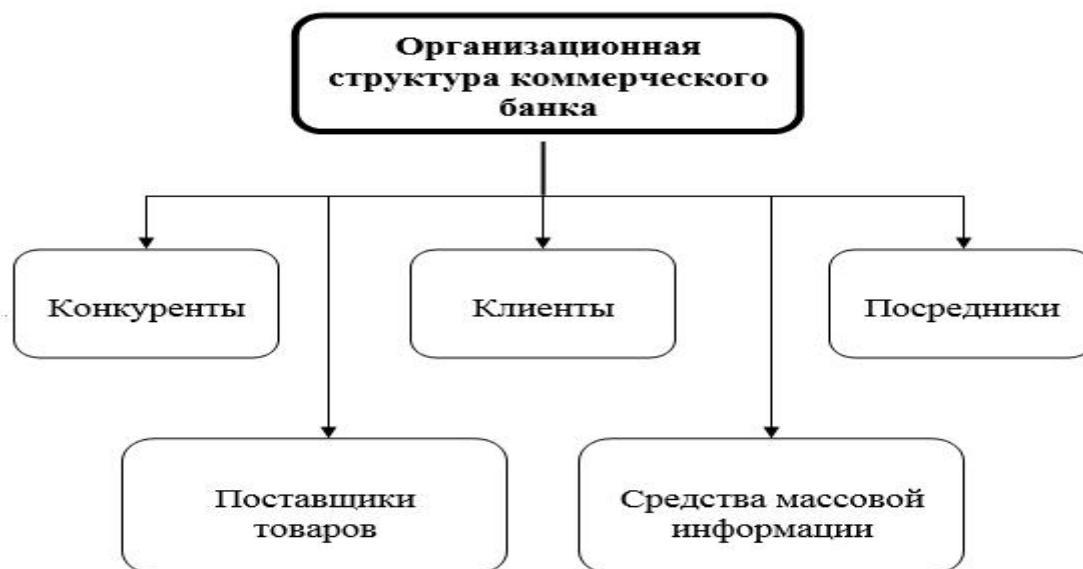 Организационная
структура коммерческого
банка
Конкуренты
Клиенты
Посредники
Поставщики
товаров
Средства массовой
информации